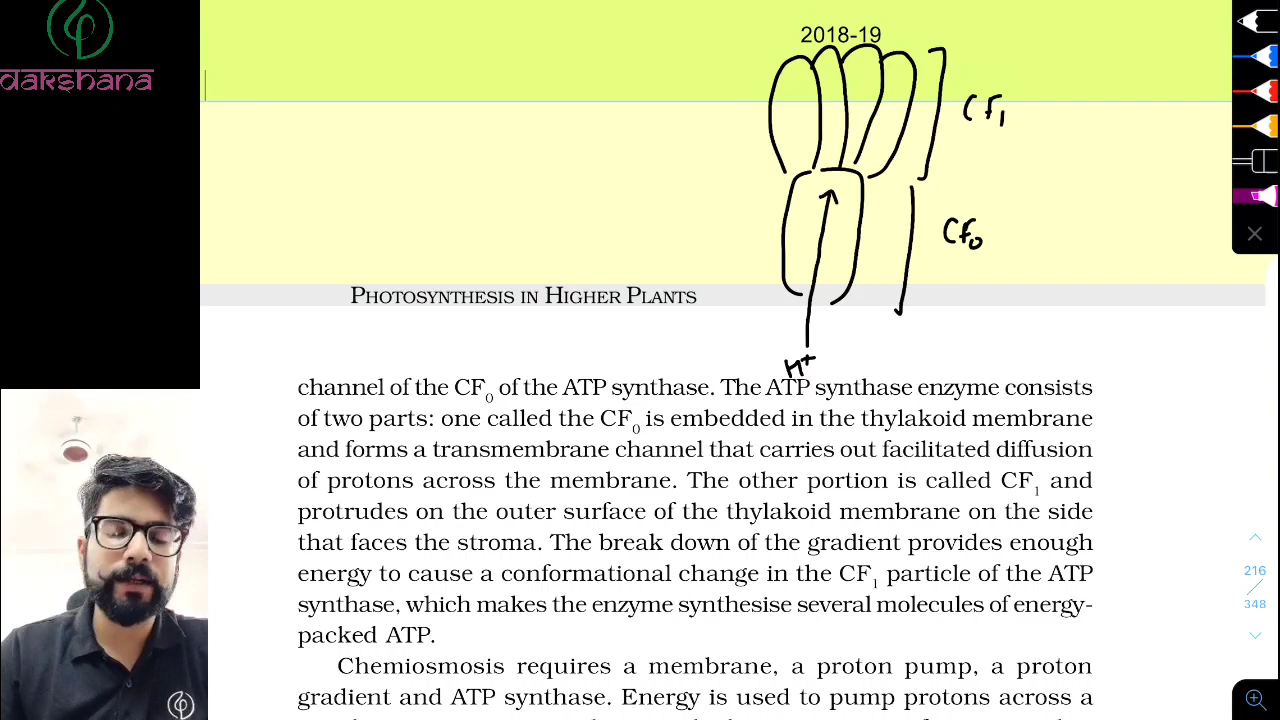 dakshana
2018-19
CF1
CF0
PHOTOSYNTHESIS IN HIGHER PLANTS
H+
channel of the CF0 of the ATP synthase. The ATP synthase enzyme consists
of two parts: one called the CF0 is embedded in the thylakoid membrane
and forms a transmembrane channel that carries out facilitated diffusion
of protons across the membrane. The other portion is called CF1 and
protrudes on the outer surface of the thylakoid membrane on the side
that faces the stroma. The break down of the gradient provides enough
energy to cause a conformational change in the CF1 particle of the ATP
synthase, which makes the enzyme synthesise several molecules of energy-
packed ATP.
Chemiosmosis requires a membrane, a proton pump, a proton
gradient and ATP synthase. Energy is used to pump protons across a
216
348